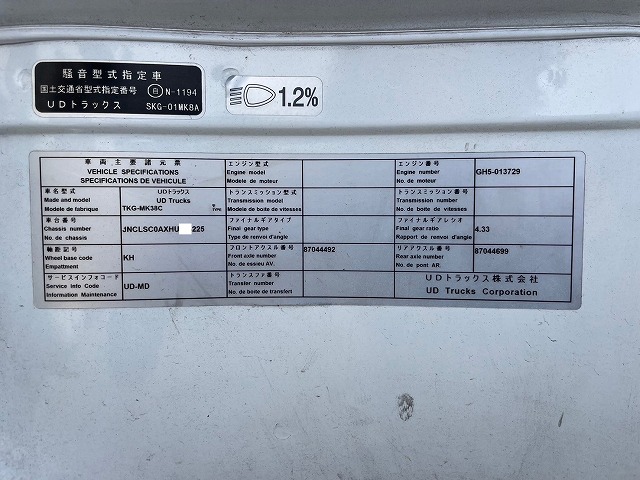 騒音型式指定車
国土交通省型式指定番号 自 N-1194
UDトラックス SKG-01MK8A
1.2%
車両主要諸元票
VEHICLE SPECIFICATIONS
SPECIFICATIONS DE VEHICULE
エンジン型式
Engine model
Modele de moteur
エンジン番号
Engine number
No. de moteur
GH5-013729
車名型式
Made and model
Modele de fabrique
UDトラックス
UD Trucks
TKG-MK38C
TYPE
トランスミッション型式
Transmission model
Modele de boite de vitesses
トランスミッション番号
Transmission number
No. de boite de vitesses
車台番号
Chassis number
No. de chassis
JNCLSC0AXHU 225
ファイナルギアタイプ
Final gear type
Type de renvoi d'angle
ファイナルギアレシオ
Final gear ratio
Rapport de renvoi d'angle
4.33
軸距記号
Wheel base code
Empattment
KH
フロントアクスル番号
Front axle number
No. de essieu AV.
87044492
リアアクスル番号
Rear axle number
No. de pont AR.
87044699
サービスインフォコード
Service info Code
Information Maintenance
UD-MD
トランスファ番号
Transfer number
No. de boite de transfert
UDトラックス株式会社
UD Trucks Corporation